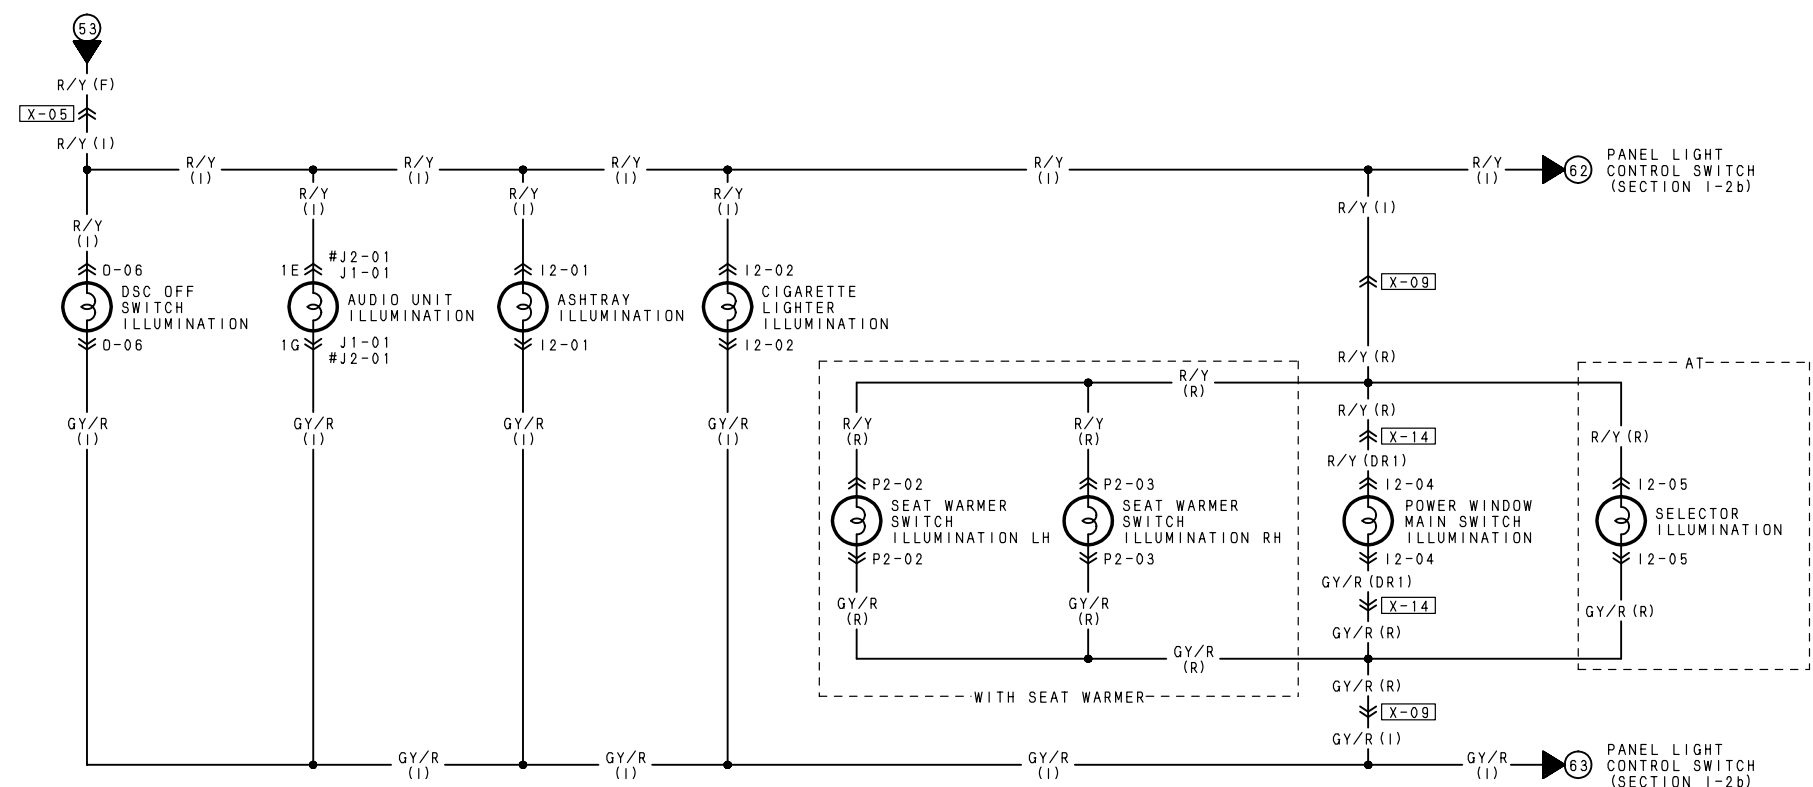 53
R/Y (F)
X-05
R/Y (I)
R/Y
(I)
R/Y
(I)
R/Y
(I)
R/Y
(I)
R/Y
(I)
62
PANEL LIGHT
CONTROL SWITCH
(SECTION I-2b)
R/Y
(I)
R/Y
(I)
R/Y
(I)
R/Y
(I)
R/Y (I)
O-06
DSC OFF
SWITCH
ILLUMINATION
O-06
1E
#J2-01
J1-01
AUDIO UNIT
ILLUMINATION
1G
J1-01
#J2-01
I2-01
ASHTRAY
ILLUMINATION
I2-01
I2-02
CIGARETTE
LIGHTER
ILLUMINATION
I2-02
X-09
R/Y (R)
GY/R
(I)
GY/R
(I)
GY/R
(I)
GY/R
(I)
R/Y
(R)
AT
R/Y
(R)
R/Y
(R)
R/Y (R)
X-14
R/Y (DR1)
R/Y (R)
P2-02
SEAT WARMER
SWITCH
ILLUMINATION LH
P2-02
P2-03
SEAT WARMER
SWITCH
ILLUMINATION RH
P2-03
I2-04
POWER WINDOW
MAIN SWITCH
ILLUMINATION
I2-04
I2-05
SELECTOR
ILLUMINATION
I2-05
GY/R
(R)
GY/R
(R)
GY/R (DR1)
X-14
GY/R (R)
GY/R (R)
GY/R
(R)
WITH SEAT WARMER
GY/R (R)
X-09
GY/R (I)
GY/R
(I)
GY/R
(I)
GY/R
(I)
GY/R
(I)
63
PANEL LIGHT
CONTROL SWITCH
(SECTION I-2b)